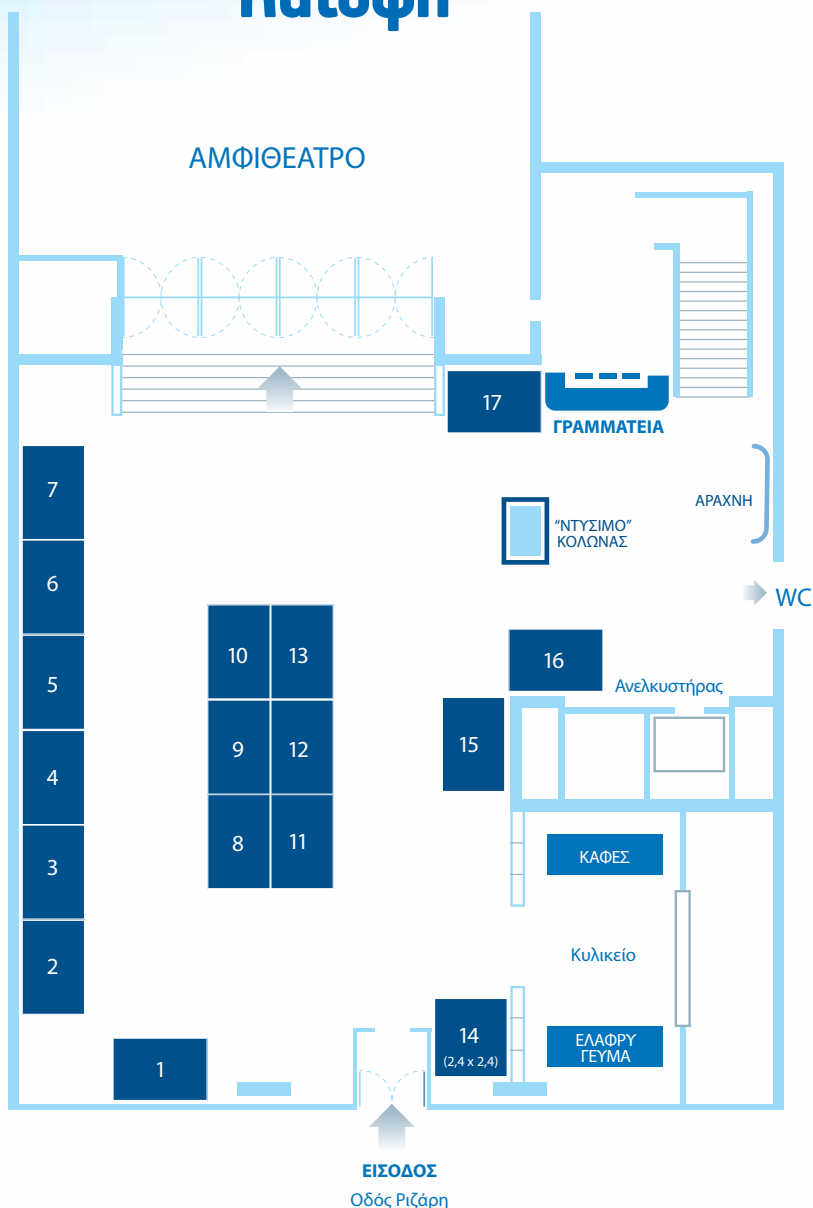 Κάτοψη
ΑΜΦΙΘΕΑΤΡΟ
17
ΓΡΑΜΜΑΤΕΙΑ
7
ΑΡΑΧΝΗ
"ΝΤΥΣΙΜΟ"
ΚΟΛΩΝΑΣ
6
WC
10
13
16
5
Ανελκυστήρας
9
12
15
4
8
11
ΚΑΦΕΣ
3
Κυλικείο
2
14
(2,4 x 2,4)
ΕΛΑΦΡΥ
ΓΕΥΜΑ
1
ΕΙΣΟΔΟΣ
Οδός Ριζάρη